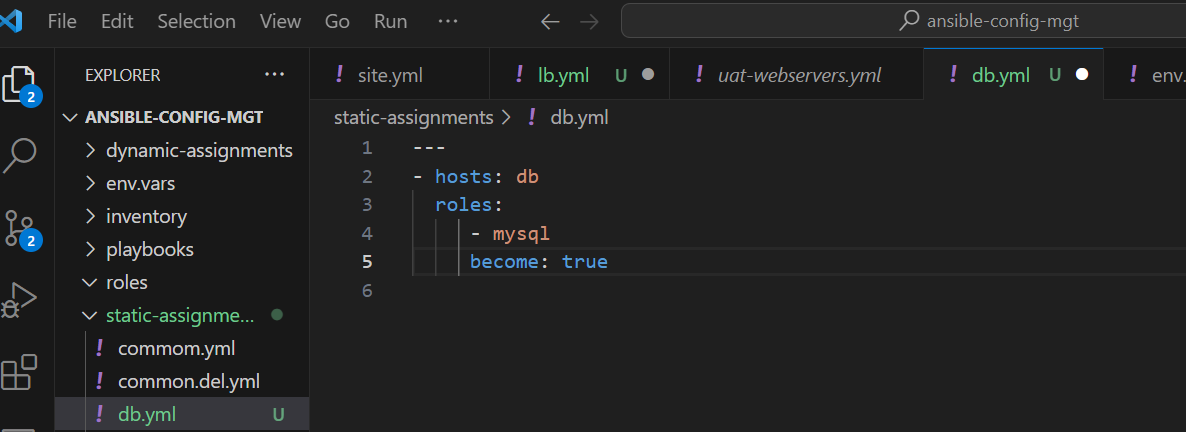 File Edit Selection View Go Run ··· ← → ansible-config-mgt
EXPLORER ···
! site.yml ! lb.yml U ● ! uat-webservers.yml ! db.yml U ● ! env.
2
ANSIBLE-CONFIG-MGT
dynamic-assignments
env.vars
inventory
2
playbooks
roles
static-assignme...
! commom.yml
! common.del.yml
! db.yml U
static-assignments > ! db.yml
1 ---
2 - hosts: db
3   roles:
4     - mysql
5     become: true
6